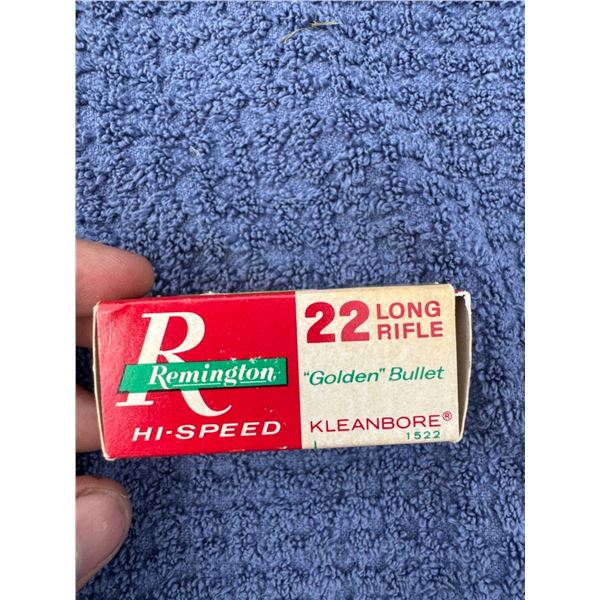 R
Remington®
HI-SPEED
22 LONG
RIFLE
"Golden" Bullet
KLEANBORE®
1522